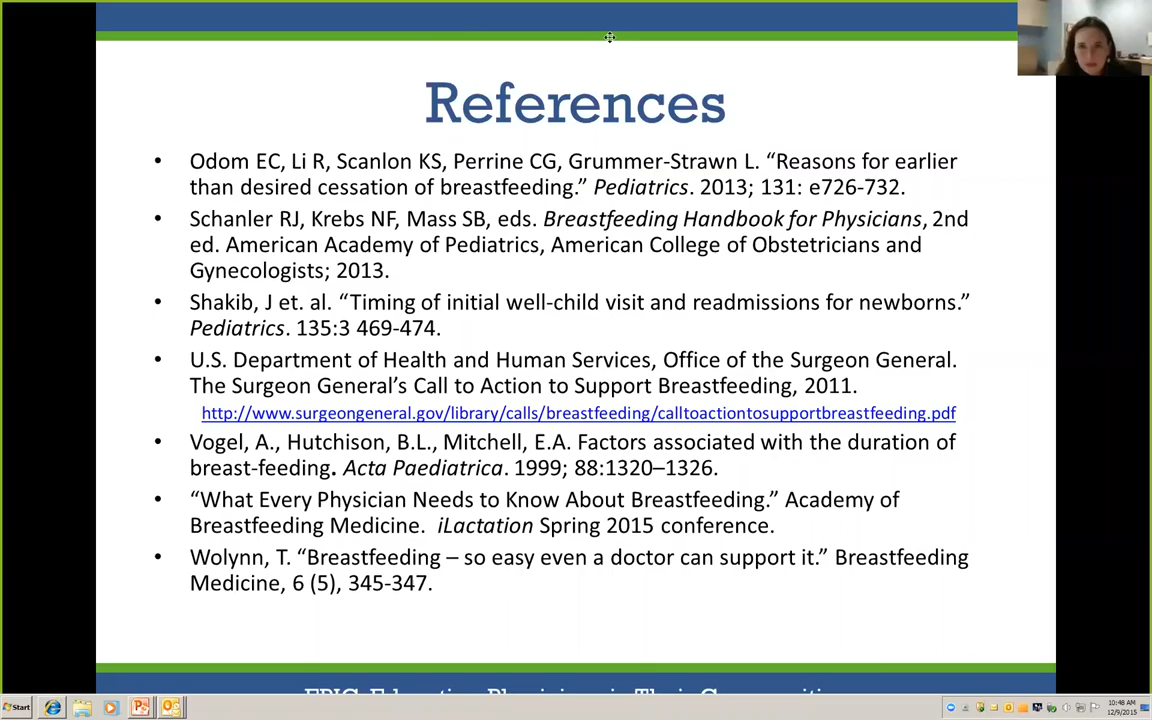 References
• Odom EC, Li R, Scanlon KS, Perrine CG, Grummer-Strawn L. “Reasons for earlier
than desired cessation of breastfeeding.” Pediatrics. 2013; 131: e726-732.
• Schanler RJ, Krebs NF, Mass SB, eds. Breastfeeding Handbook for Physicians, 2nd
ed. American Academy of Pediatrics, American College of Obstetricians and
Gynecologists; 2013.
• Shakib, J et. al. “Timing of initial well-child visit and readmissions for newborns.”
Pediatrics. 135:3 469-474.
• U.S. Department of Health and Human Services, Office of the Surgeon General.
The Surgeon General’s Call to Action to Support Breastfeeding, 2011.
http://www.surgeongeneral.gov/library/calls/breastfeeding/calltoactiontosupportbreastfeeding.pdf
• Vogel, A., Hutchison, B.L., Mitchell, E.A. Factors associated with the duration of
breast-feeding. Acta Paediatrica. 1999; 88:1320–1326.
• “What Every Physician Needs to Know About Breastfeeding.” Academy of
Breastfeeding Medicine. iLactation Spring 2015 conference.
• Wolynn, T. “Breastfeeding – so easy even a doctor can support it.” Breastfeeding
Medicine, 6 (5), 345-347.
Start
10:48 AM
12/9/2015